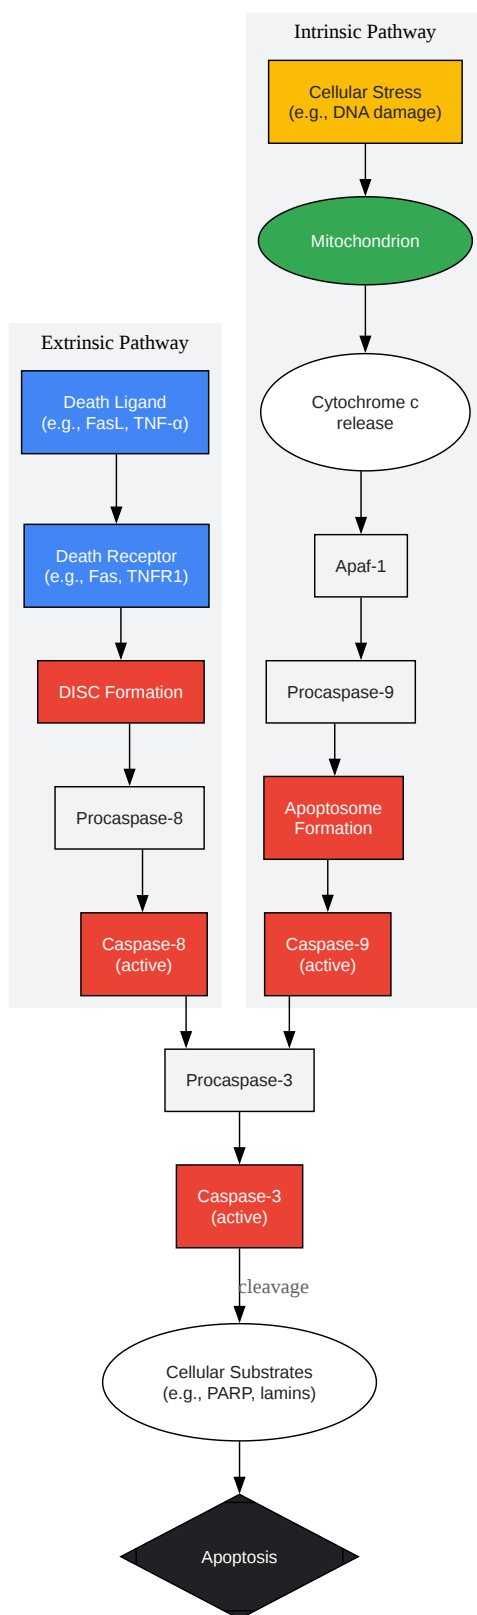 Intrinsic Pathway
Cellular Stress
(e.g., DNA damage)
Mitochondrion
Cytochrome c
release
Apaf-1
Procaspase-9
Apoptosome
Formation
Caspase-9
(active)
Extrinsic Pathway
Death Ligand
(e.g., FasL, TNF-α)
Death Receptor
(e.g., Fas, TNFR1)
DISC Formation
Procaspase-8
Caspase-8
(active)
Procaspase-3
Caspase-3
(active)
cleavage
Cellular Substrates
(e.g., PARP, lamins)
Apoptosis